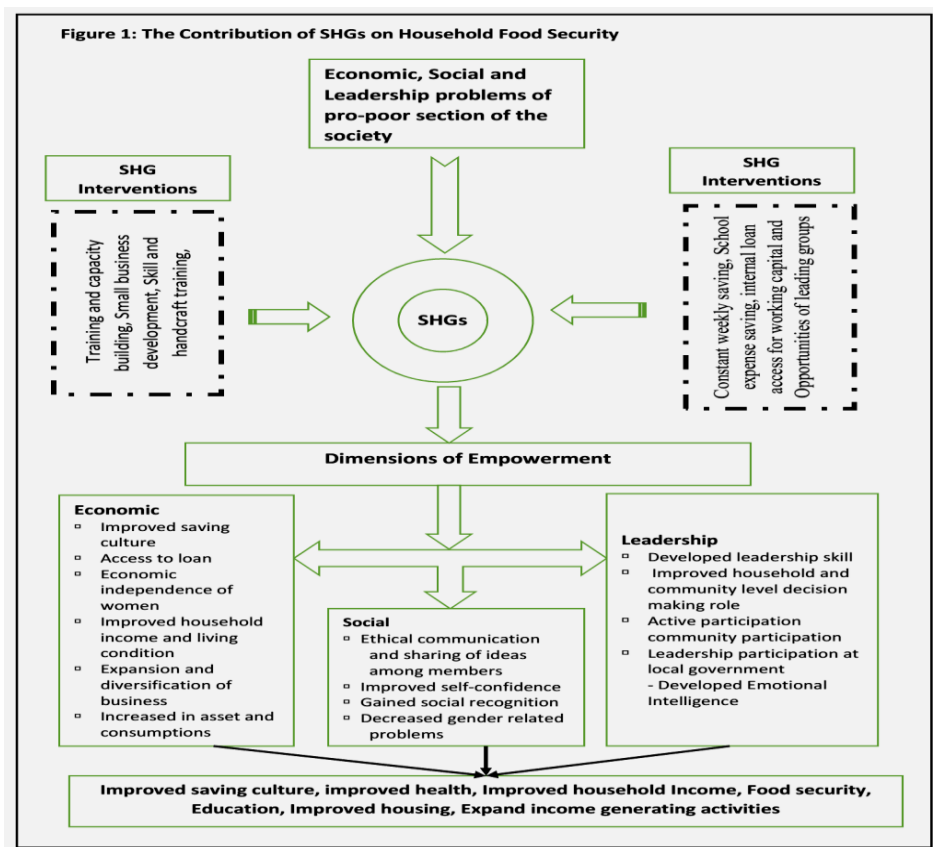 Figure 1: The Contribution of SHGs on Household Food Security
Economic, Social and
Leadership problems of
pro-poor section of the
society
SHG
Interventions
Training and capacity
building, Small business
development, Skill and
handcraft training,
SHGs
SHG
Interventions
Constant weekly saving, School
expense saving, internal loan
access for working capital and
Opportunities of leading groups
Dimensions of Empowerment
Economic
▫ Improved saving
culture
▫ Access to loan
▫ Economic
independence of
women
▫ Improved household
income and living
condition
▫ Expansion and
diversification of
business
▫ Increased in asset and
consumptions
Social
▫ Ethical communication
and sharing of ideas
among members
▫ Improved self-confidence
▫ Gained social recognition
▫ Decreased gender related
problems
Leadership
▫ Developed leadership skill
▫ Improved household and
community level decision
making role
▫ Active participation
community participation
▫ Leadership participation at
local government
- Developed Emotional
Intelligence
Improved saving culture, improved health, Improved household Income, Food security,
Education, Improved housing, Expand income generating activities